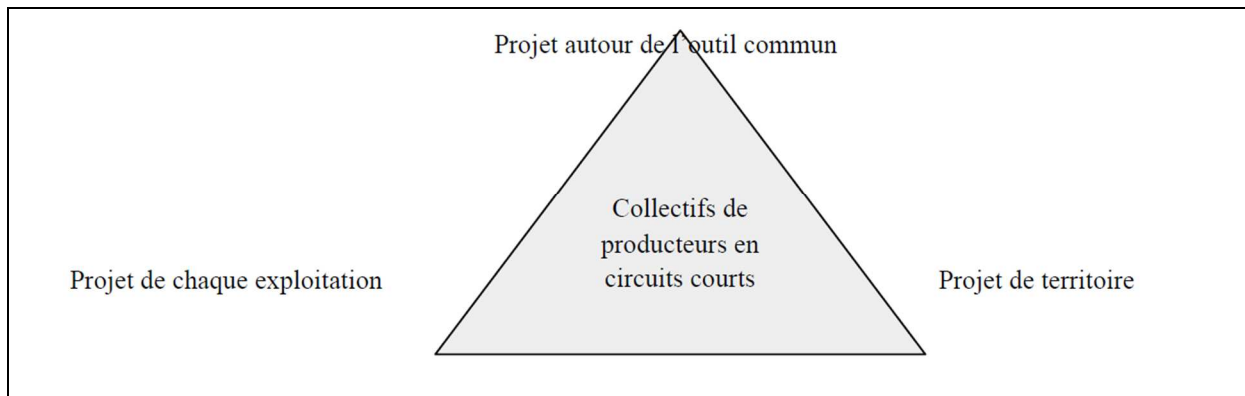 Projet autour de l'outil commun
Collectifs de
producteurs en
circuits courts
Projet de chaque exploitation
Projet de territoire